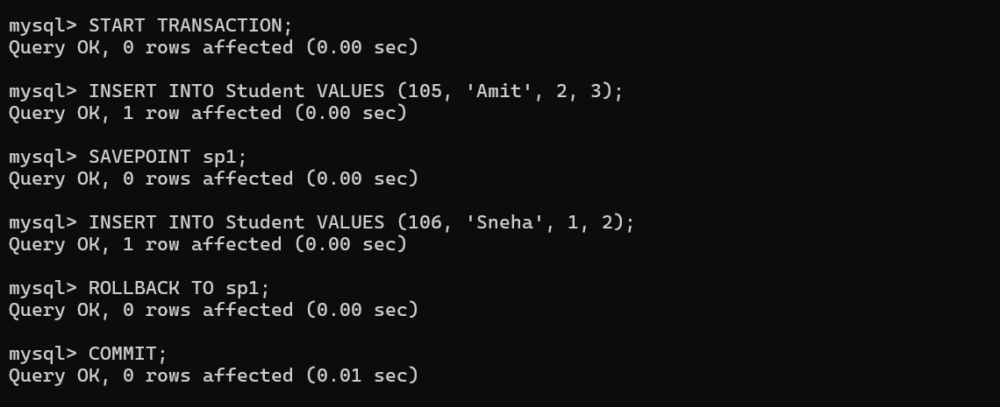 mysql> START TRANSACTION;
Query OK, 0 rows affected (0.00 sec)
mysql> INSERT INTO Student VALUES (105, 'Amit', 2, 3);
Query OK, 1 row affected (0.00 sec)
mysql> SAVEPOINT sp1;
Query OK, 0 rows affected (0.00 sec)
mysql> INSERT INTO Student VALUES (106, 'Sneha', 1, 2);
Query OK, 1 row affected (0.00 sec)
mysql> ROLLBACK TO sp1;
Query OK, 0 rows affected (0.00 sec)
mysql> COMMIT;
Query OK, 0 rows affected (0.01 sec)